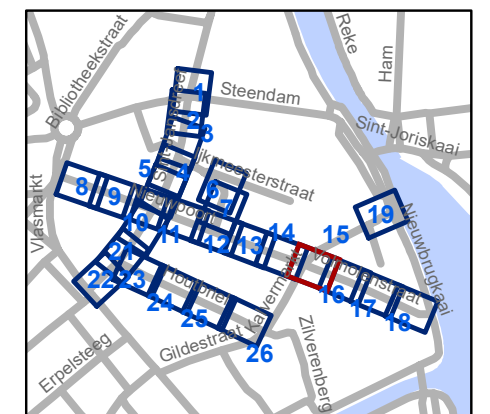 Bibliotheekstraat
Reke
Ham
Steendam
Sint-Joriskaai
1
2
3
4
5
6
7
8
9
10
11
12
13
14
15
16
17
18
19
21
22
23
24
25
26
Vlasmarkt
Nieuwpoort
Nieuwbrugkaai
Kalvermarkt
Zilverenberg
Gildestraat
Erpelsteeg